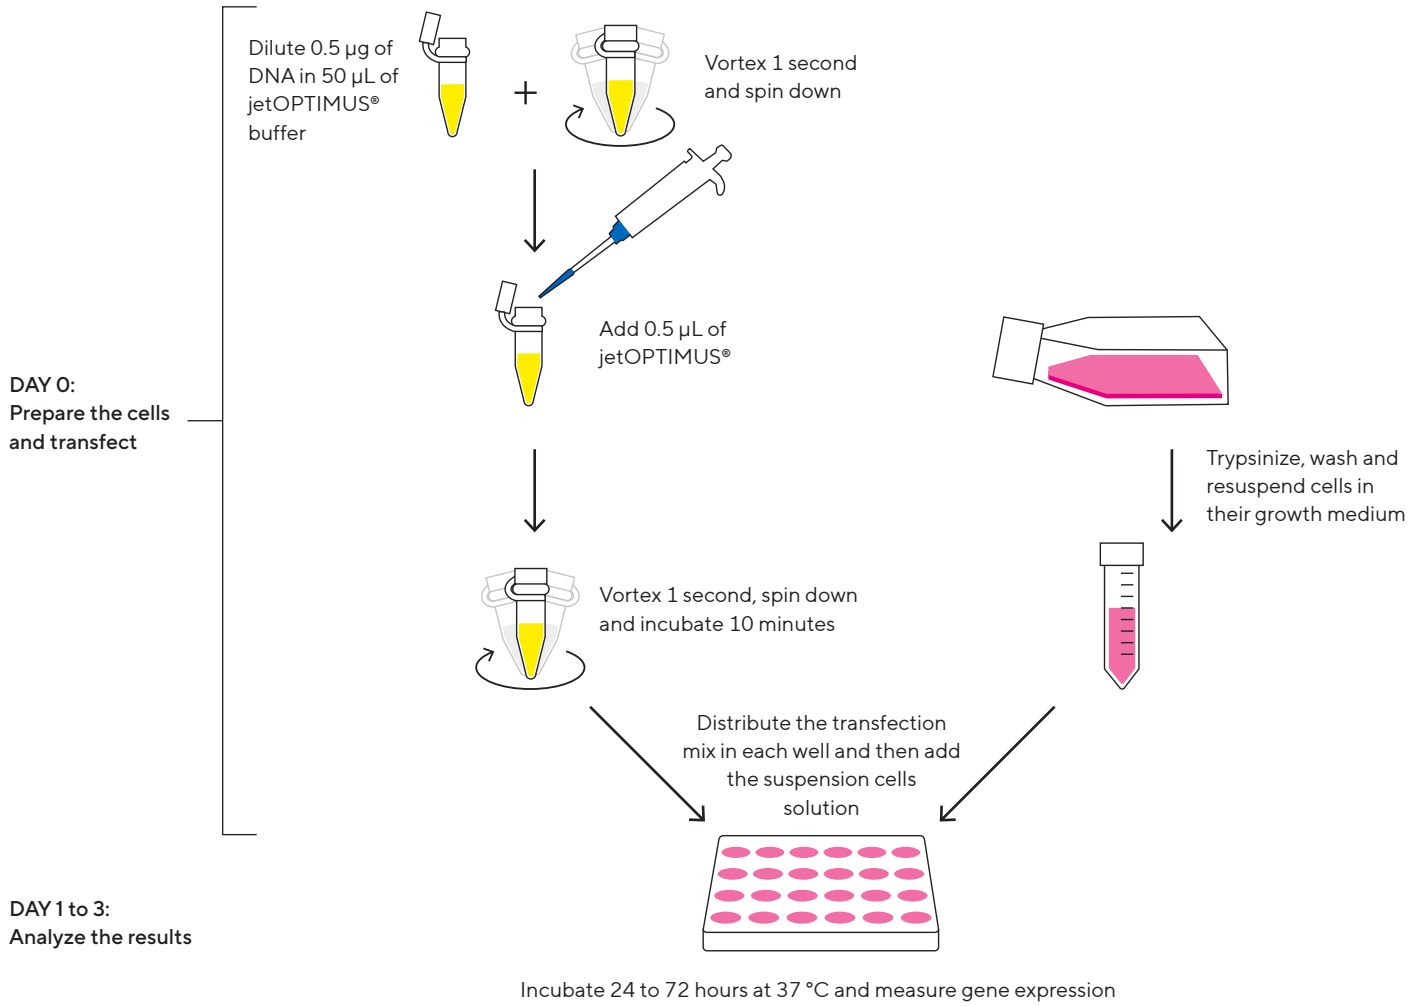 Dilute 0.5 µg of
DNA in 50 µL of
jetOPTIMUS®
buffer
+
Vortex 1 second
and spin down
Add 0.5 µL of
jetOPTIMUS®
DAY 0:
Prepare the cells
and transfect
Trypsinize, wash and
resuspend cells in
their growth medium
Vortex 1 second, spin down
and incubate 10 minutes
Distribute the transfection
mix in each well and then add
the suspension cells
solution
DAY 1 to 3:
Analyze the results
Incubate 24 to 72 hours at 37 °C and measure gene expression